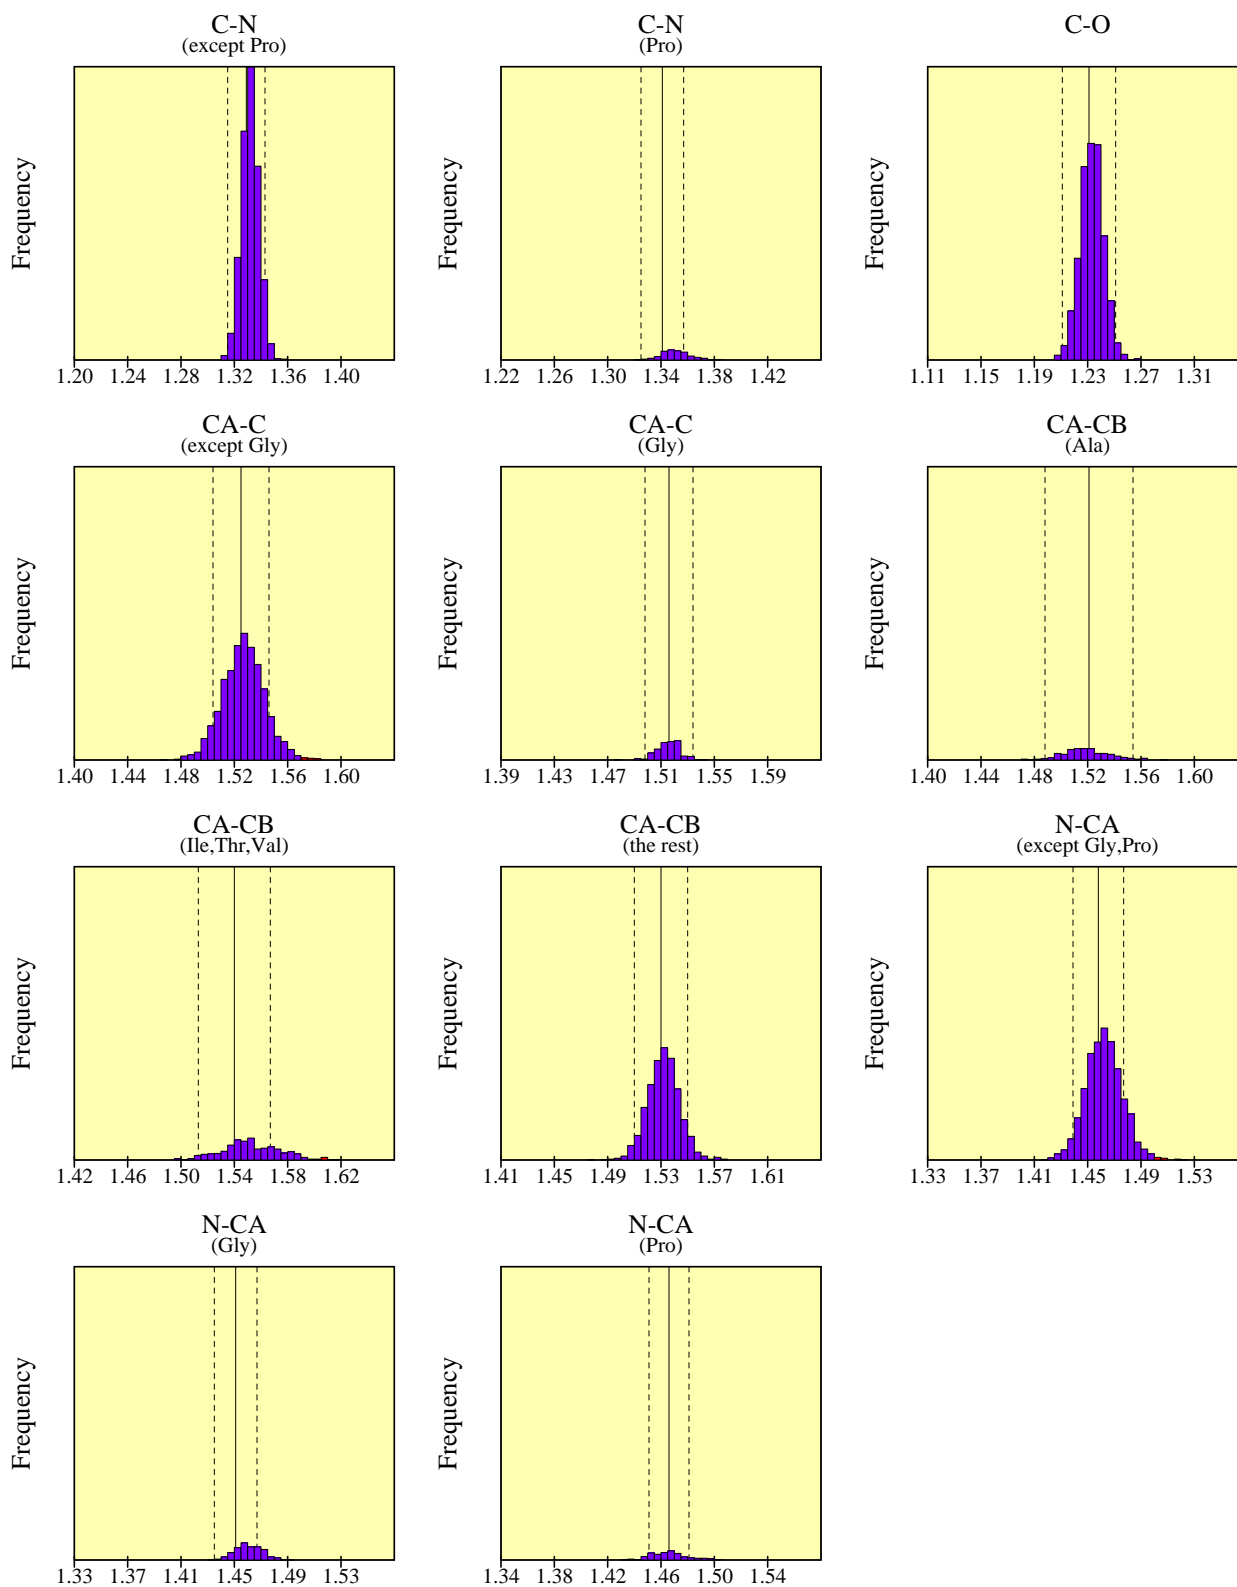 C-N
(except Pro)
Frequency
1.20 1.24 1.28 1.32 1.36 1.40
C-N
(Pro)
Frequency
1.22 1.26 1.30 1.34 1.38 1.42
C-O
Frequency
1.11 1.15 1.19 1.23 1.27 1.31
CA-C
(except Gly)
Frequency
1.40 1.44 1.48 1.52 1.56 1.60
CA-C
(Gly)
Frequency
1.39 1.43 1.47 1.51 1.55 1.59
CA-CB
(Ala)
Frequency
1.40 1.44 1.48 1.52 1.56 1.60
CA-CB
(Ile,Thr,Val)
Frequency
1.42 1.46 1.50 1.54 1.58 1.62
CA-CB
(the rest)
Frequency
1.41 1.45 1.49 1.53 1.57 1.61
N-CA
(except Gly,Pro)
Frequency
1.33 1.37 1.41 1.45 1.49 1.53
N-CA
(Gly)
Frequency
1.33 1.37 1.41 1.45 1.49 1.53
N-CA
(Pro)
Frequency
1.34 1.38 1.42 1.46 1.50 1.54